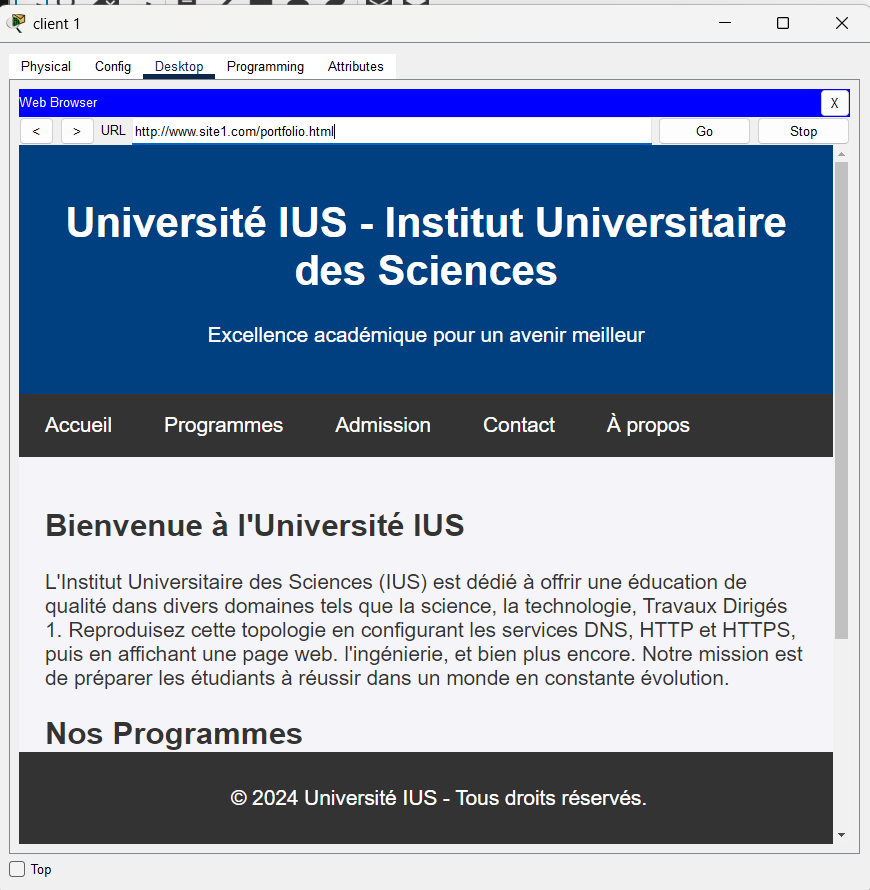 client 1
Physical Config Desktop Programming Attributes
Web Browser X
< > URL http://www.site1.com/portfolio.html Go Stop
Université IUS - Institut Universitaire
des Sciences
Excellence académique pour un avenir meilleur
Accueil Programmes Admission Contact À propos
Bienvenue à l'Université IUS
L'Institut Universitaire des Sciences (IUS) est dédié à offrir une éducation de
qualité dans divers domaines tels que la science, la technologie, Travaux Dirigés
1. Reproduisez cette topologie en configurant les services DNS, HTTP et HTTPS,
puis en affichant une page web. l'ingénierie, et bien plus encore. Notre mission est
de préparer les étudiants à réussir dans un monde en constante évolution.
Nos Programmes
© 2024 Université IUS - Tous droits réservés.
Top